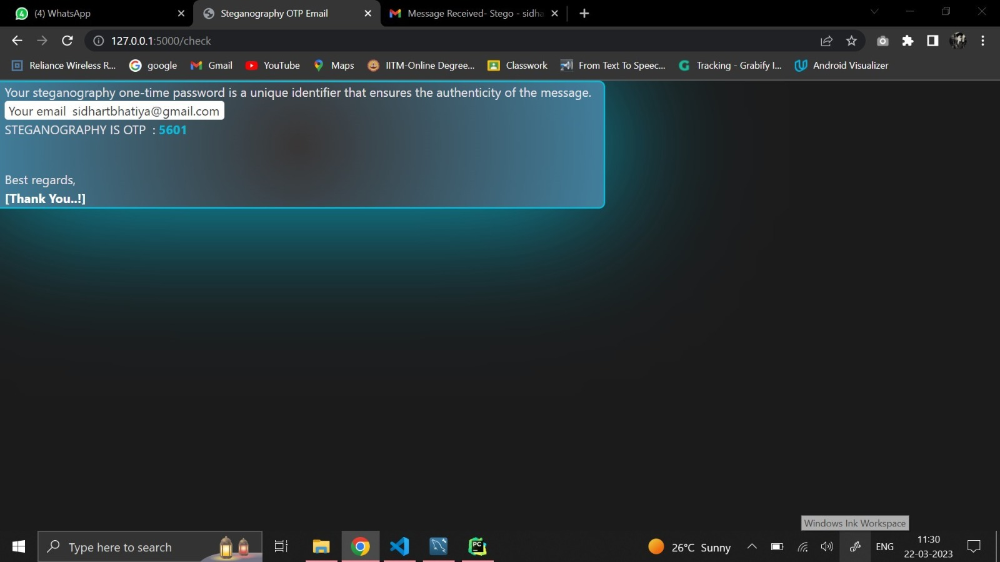 (4) WhatsApp
Steganography OTP Email
Message Received- Stego - sidha
127.0.0.1:5000/check
Reliance Wireless R...
google
Gmail
YouTube
Maps
IITM-Online Degree...
Classwork
From Text To Speec...
Tracking - Grabify I...
Android Visualizer
Your steganography one-time password is a unique identifier that ensures the authenticity of the message.
Your email sidhartbhatiya@gmail.com
STEGANOGRAPHY IS OTP : 5601
Best regards,
[Thank You..!]
Windows Ink Workspace
Type here to search
PC
26°C Sunny
ENG
11:30
22-03-2023